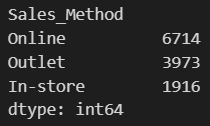 Sales_Method
Online 6714
Outlet 3973
In-store 1916
dtype: int64